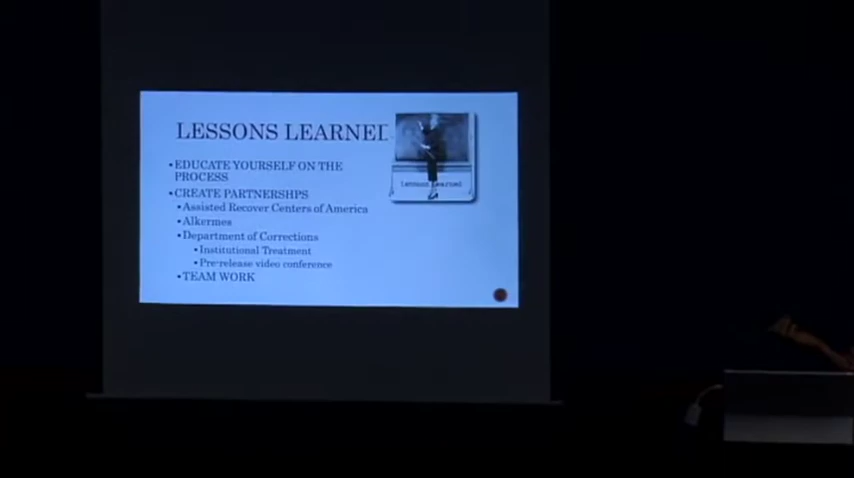 LESSONS LEARNED
•EDUCATE YOURSELF ON THE
PROCESS
•CREATE PARTNERSHPS
•Assisted Recover Centers of America
•Alkermes
•Department of Corrections
•Institutional Treatment
•Pre-release video conference
•TEAM WORK
Lessons Learned